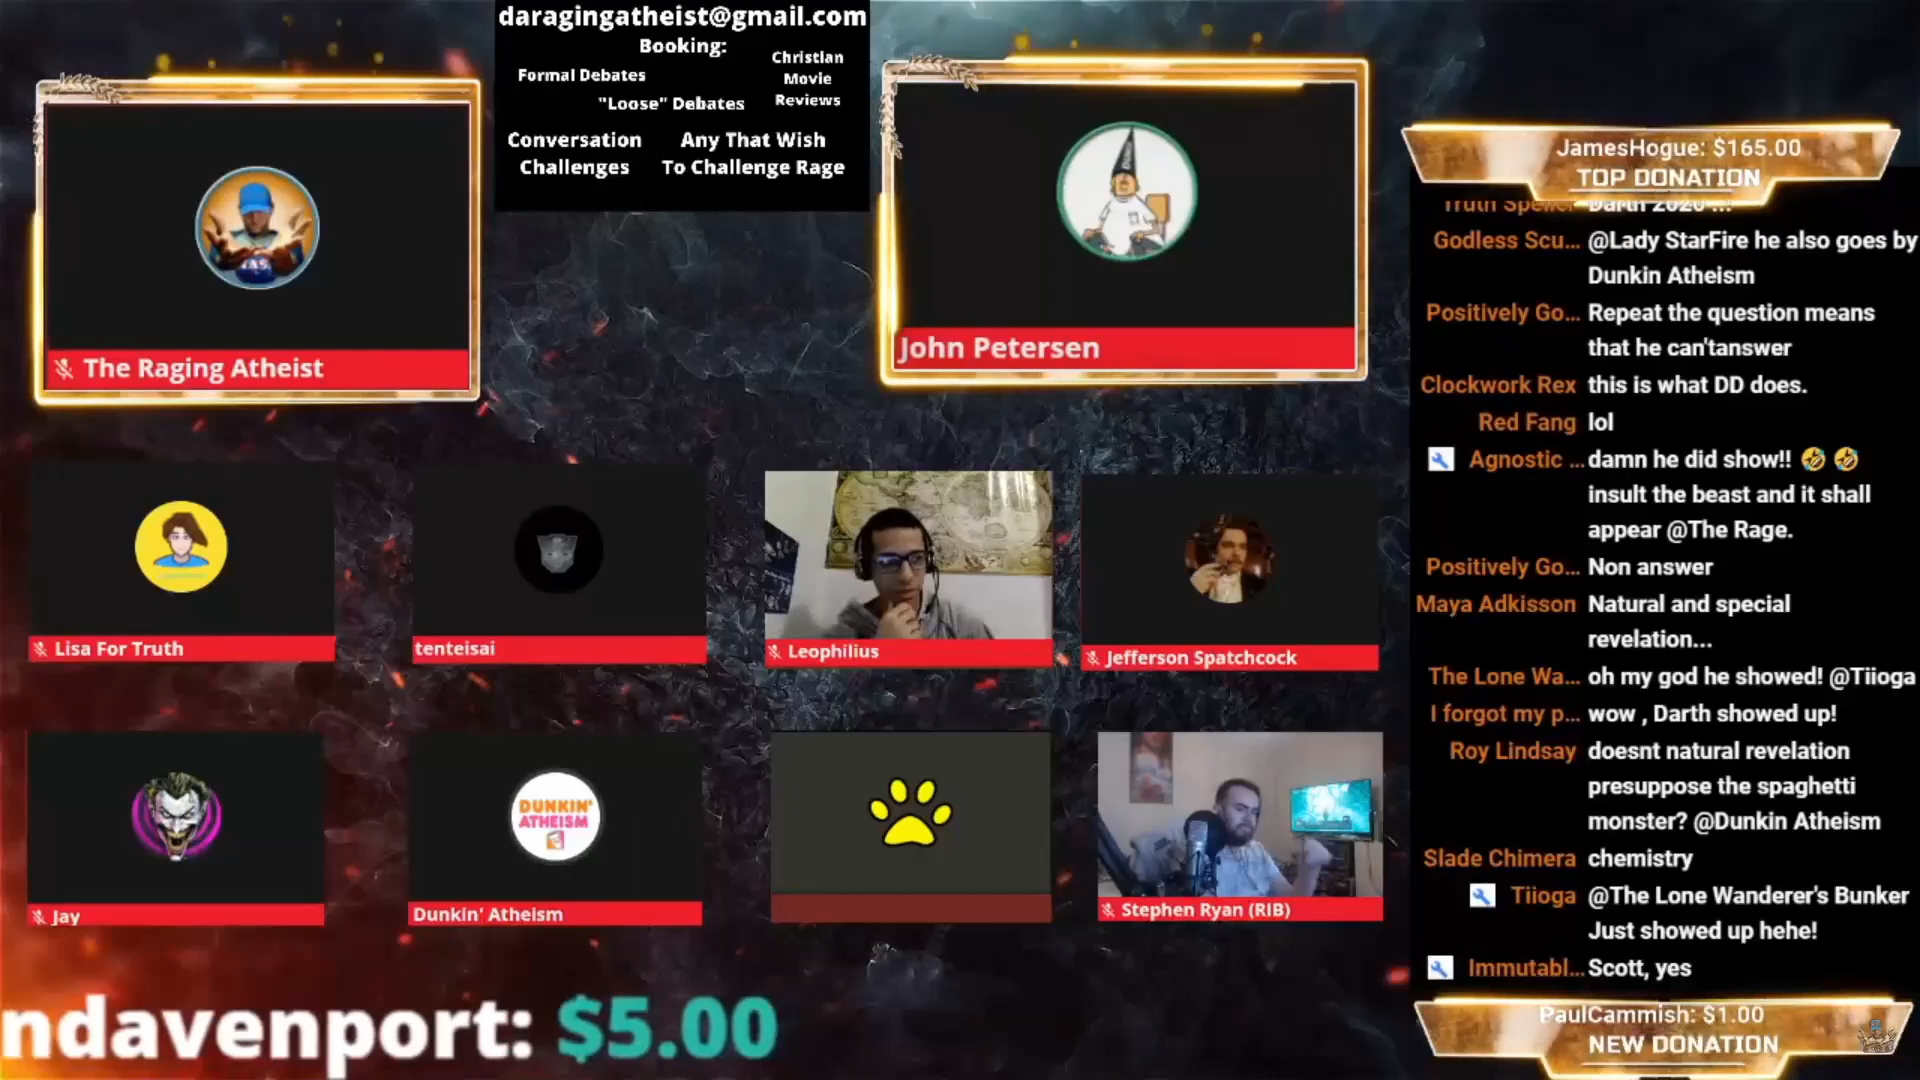 daragingatheist@gmail.com
Booking:
Formal Debates
"Loose" Debates
Christian
Movie
Reviews
Conversation
Challenges
Any That Wish
To Challenge Rage
The Raging Atheist
DUNK
John Petersen
Lisa For Truth
tenteisai
Leophilius
Jefferson Spatchcock
Jay
DUNKIN'
ATHEISM
Dunkin' Atheism
Stephen Ryan (RIB)
ndavenport: $5.00
JamesHogue: $165.00
TOP DONATION
Truth Spe... Darth 2020 ..!
Godless Scu... @Lady StarFire he also goes by
Dunkin Atheism
Positively Go... Repeat the question means
that he can'tanswer
Clockwork Rex this is what DD does.
Red Fang lol
Agnostic ... damn he did show!! 🤣 🤣
insult the beast and it shall
appear @The Rage.
Positively Go... Non answer
Maya Adkisson Natural and special
revelation...
The Lone Wa... oh my god he showed! @Tiioga
I forgot my p... wow , Darth showed up!
Roy Lindsay doesnt natural revelation
presuppose the spaghetti
monster? @Dunkin Atheism
Slade Chimera chemistry
Tiioga @The Lone Wanderer's Bunker
Just showed up hehe!
Immutabl... Scott, yes
PaulCammish: $1.00
NEW DONATION